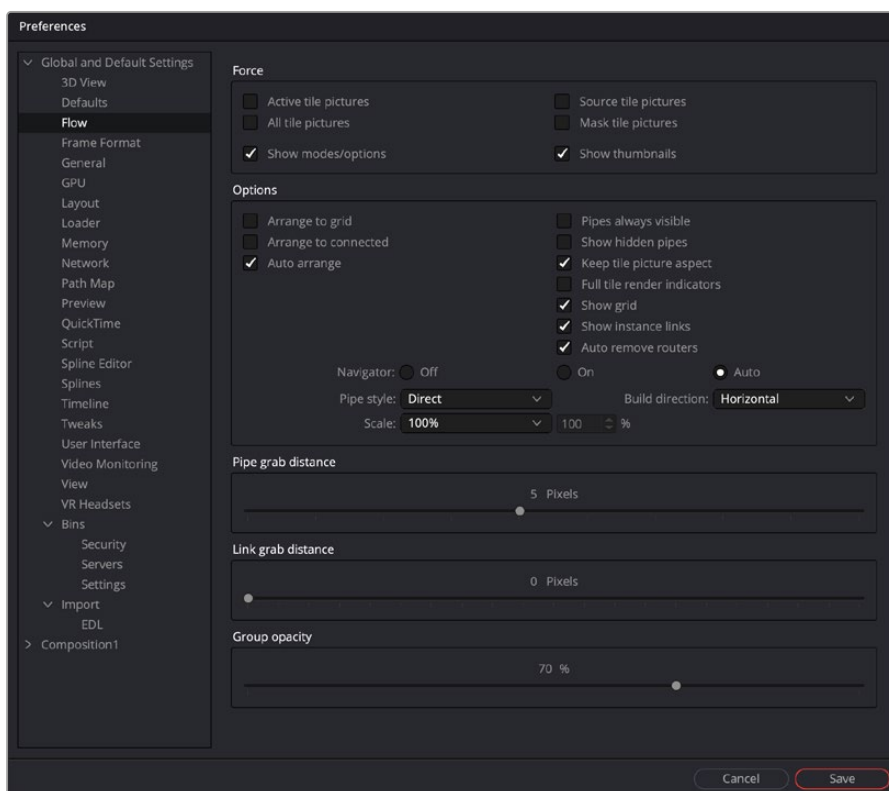 Preferences
Global and Default Settings
3D View
Defaults
Flow
Frame Format
General
GPU
Layout
Loader
Memory
Network
Path Map
Preview
QuickTime
Script
Spline Editor
Splines
Timeline
Tweaks
User Interface
Video Monitoring
View
VR Headsets
Bins
Security
Servers
Settings
Import
EDL
Composition1
Force
Active tile pictures Source tile pictures
All tile pictures Mask tile pictures
Show modes/options Show thumbnails
Options
Arrange to grid Pipes always visible
Arrange to connected Show hidden pipes
Auto arrange Keep tile picture aspect
Full tile render indicators
Show grid
Show instance links
Auto remove routers
Navigator: Off On Auto
Pipe style: Direct Build direction: Horizontal
Scale: 100% 100 %
Pipe grab distance
5 Pixels
Link grab distance
0 Pixels
Group opacity
70 %
Cancel Save